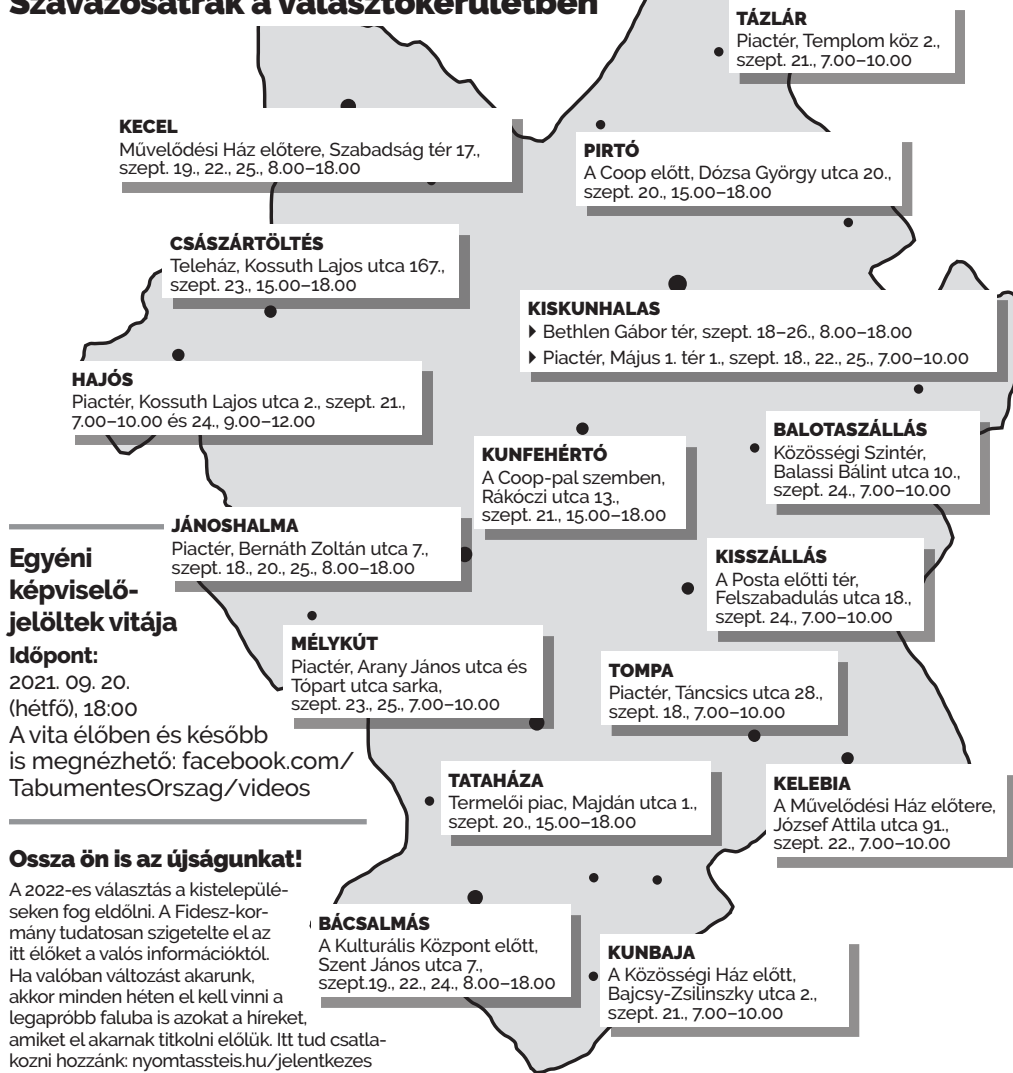 Szavazósátrak a választókerületben
TÁZLÁR
Piactér, Templom köz 2.,
szept. 21., 7.00–10.00
KECEL
Művelődési Ház előtere, Szabadság tér 17.,
szept. 19., 22., 25., 8.00–18.00
PIRTÓ
A Coop előtt, Dózsa György utca 20.,
szept. 20., 15.00–18.00
CSÁSZÁRTÖLTÉS
Teleház, Kossuth Lajos utca 167.,
szept. 23., 15.00–18.00
KISKUNHALAS
Bethlen Gábor tér, szept. 18–26., 8.00–18.00
Piactér, Május 1. tér 1., szept. 18., 22., 25., 7.00–10.00
HAJÓS
Piactér, Kossuth Lajos utca 2., szept. 21.,
7.00–10.00 és 24., 9.00–12.00
BALOTASZÁLLÁS
Közösségi Szintér,
Balassi Bálint utca 10.,
szept. 24., 7.00–10.00
KUNFEHÉRTÓ
A Coop-pal szemben,
Rákóczi utca 13.,
szept. 21., 15.00–18.00
JÁNOSHALMA
Piactér, Bernáth Zoltán utca 7.,
szept. 18., 20., 25., 8.00–18.00
KISSZÁLLÁS
A Posta előtti tér,
Felszabadulás utca 18.,
szept. 24., 7.00–10.00
MÉLYKÚT
Piactér, Arany János utca és
Tópart utca sarka,
szept. 23., 25., 7.00–10.00
TOMPA
Piactér, Táncsics utca 28.,
szept. 18., 7.00–10.00
TATAHÁZA
Termelői piac, Majdán utca 1.,
szept. 20., 15.00–18.00
KELEBIA
A Művelődési Ház előtere,
József Attila utca 91.,
szept. 22., 7.00–10.00
BÁCSALMÁS
A Kulturális Központ előtt,
Szent János utca 7.,
szept.19., 22., 24., 8.00–18.00
KUNBAJA
A Közösségi Ház előtt,
Bajcsy-Zsilinszky utca 2.,
szept. 21., 7.00–10.00
Egyéni
képviselő-
jelöltek vitája
Időpont:
2021. 09. 20.
(hétfő), 18:00
A vita élőben és később
is megnézhető: facebook.com/
TabumentesOrszag/videos
Ossza ön is az újságunkat!
A 2022-es választás a kistelepülé-
seken fog eldőlni. A Fidesz-kor-
mány tudatosan szigetelte el az
itt élőket a valós információktól.
Ha valóban változást akarunk,
akkor minden héten el kell vinni a
legapróbb faluba is azokat a híreket,
amiket el akarnak titkolni előlük. Itt tud csatla-
kozni hozzánk: nyomtassteis.hu/jelentkezes